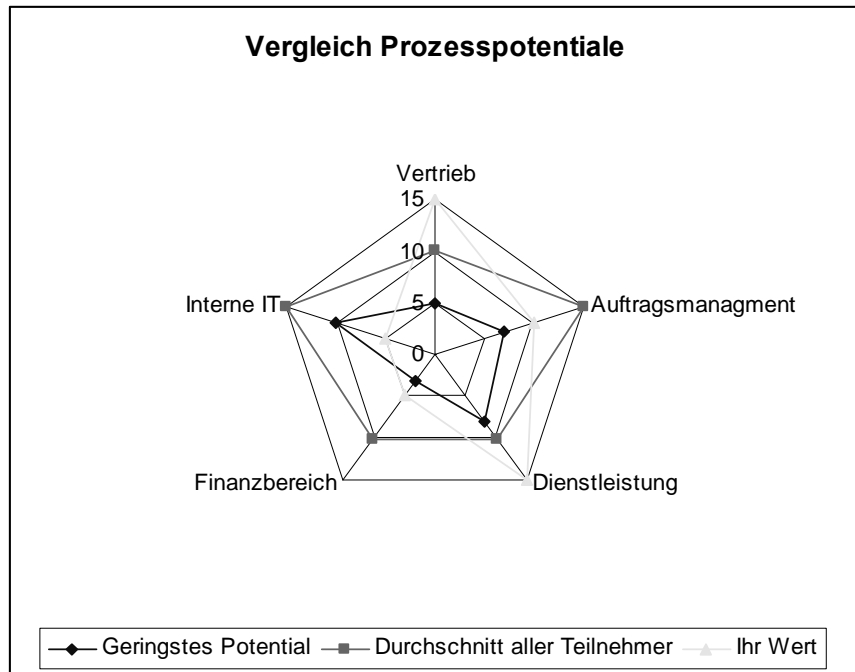 Vergleich Prozesspotentiale
Vertrieb
15
10
5
0
Interne IT
Auftragsmanagment
Finanzbereich
Dienstleistung
Geringstes Potential
Durchschnitt aller Teilnehmer
Ihr Wert